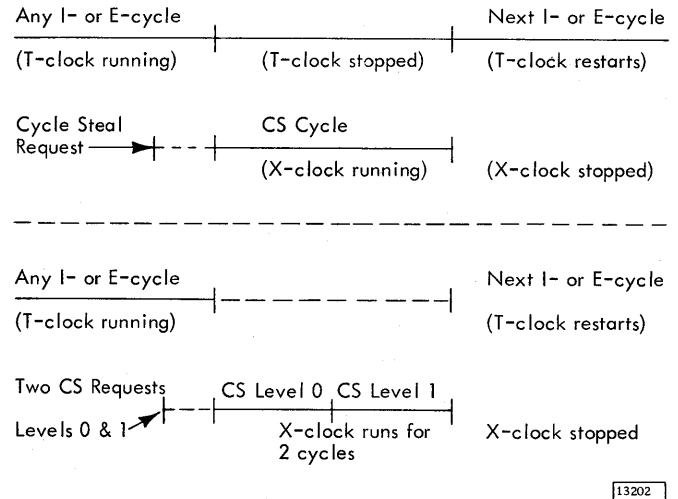 Any I- or E-cycle Next I- or E-cycle
(T-clock running) (T-clock stopped) (T-clock restarts)
Cycle Steal CS Cycle
Request
(X-clock running) (X-clock stopped)
Any I- or E-cycle Next I- or E-cycle
(T-clock running) (T-clock restarts)
Two CS Requests CS Level 0 CS Level 1
Levels 0 & 1 X-clock runs for X-clock stopped
2 cycles
13202